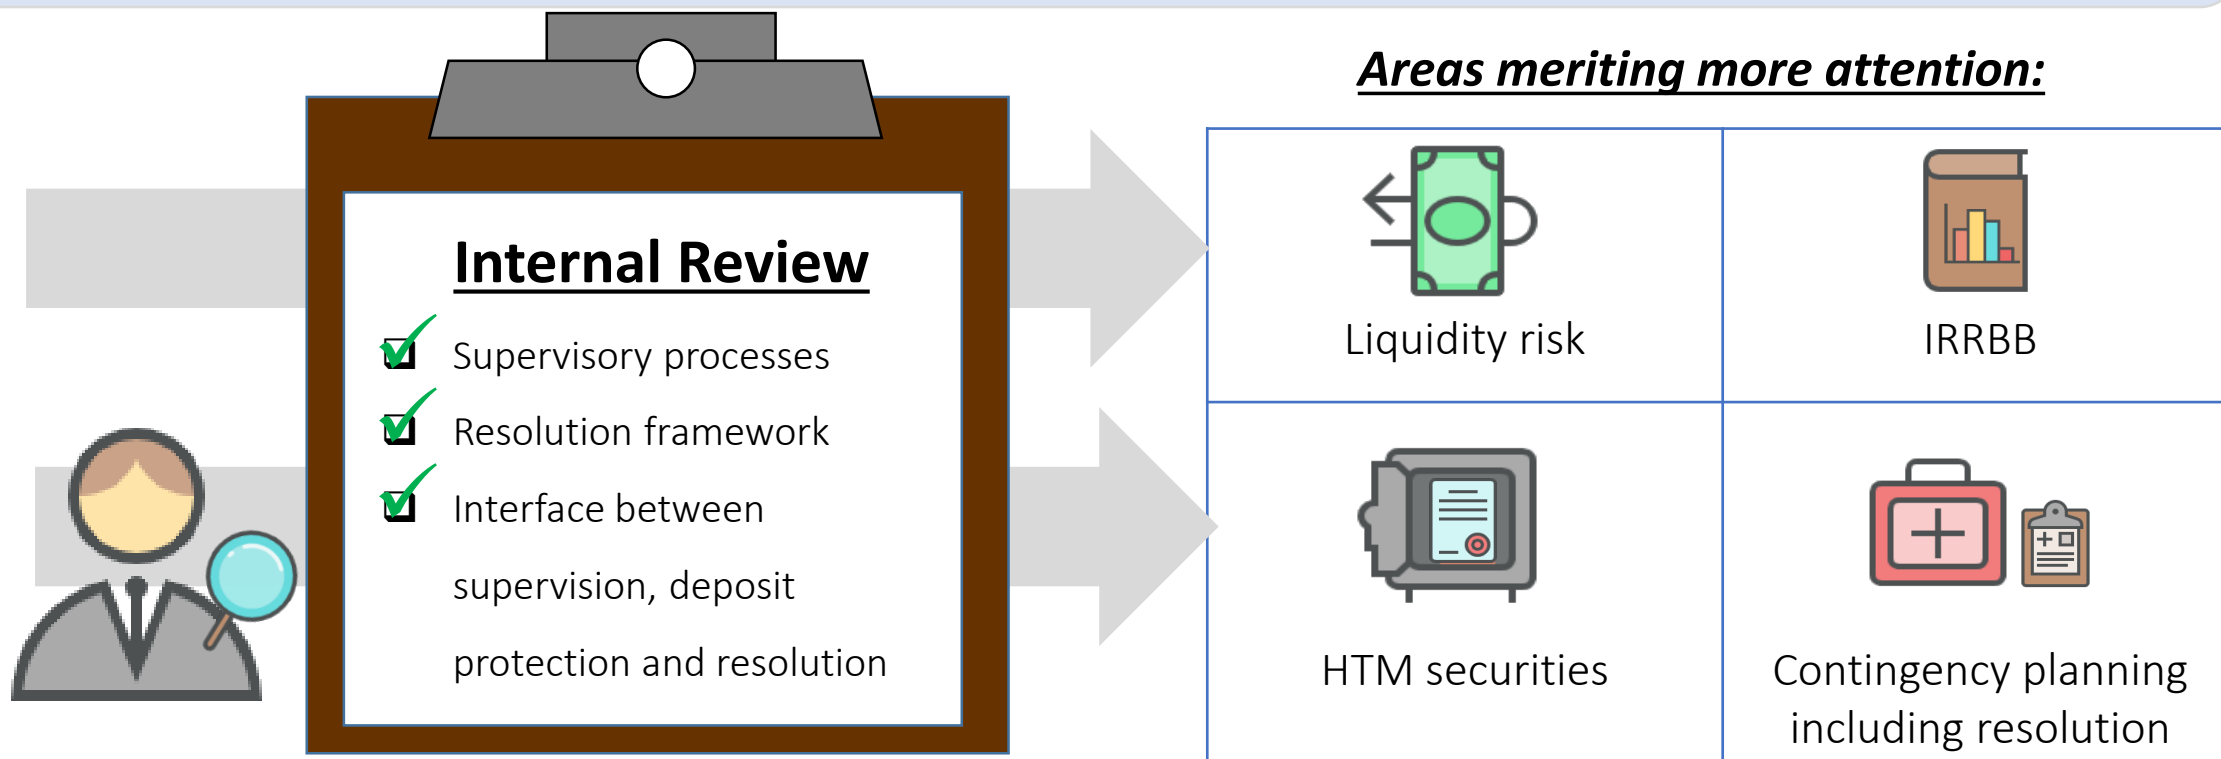 Internal Review
Supervisory processes
Resolution framework
Interface between
supervision, deposit
protection and resolution
Areas meriting more attention:
Liquidity risk
IRRBB
HTM securities
Contingency planning
including resolution